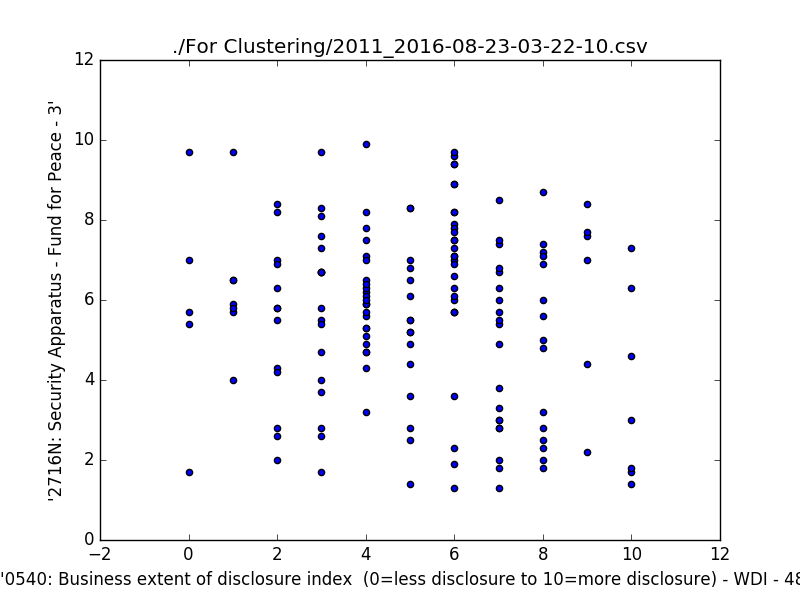 ./For Clustering/2011_2016-08-23-03-22-10.csv
12
10
8
6
4
2
0
'2716N: Security Apparatus - Fund for Peace - 3'
−2 0 2 4 6 8 10 12
'0540: Business extent of disclosure index (0=less disclosure to 10=more disclosure) - WDI - 48